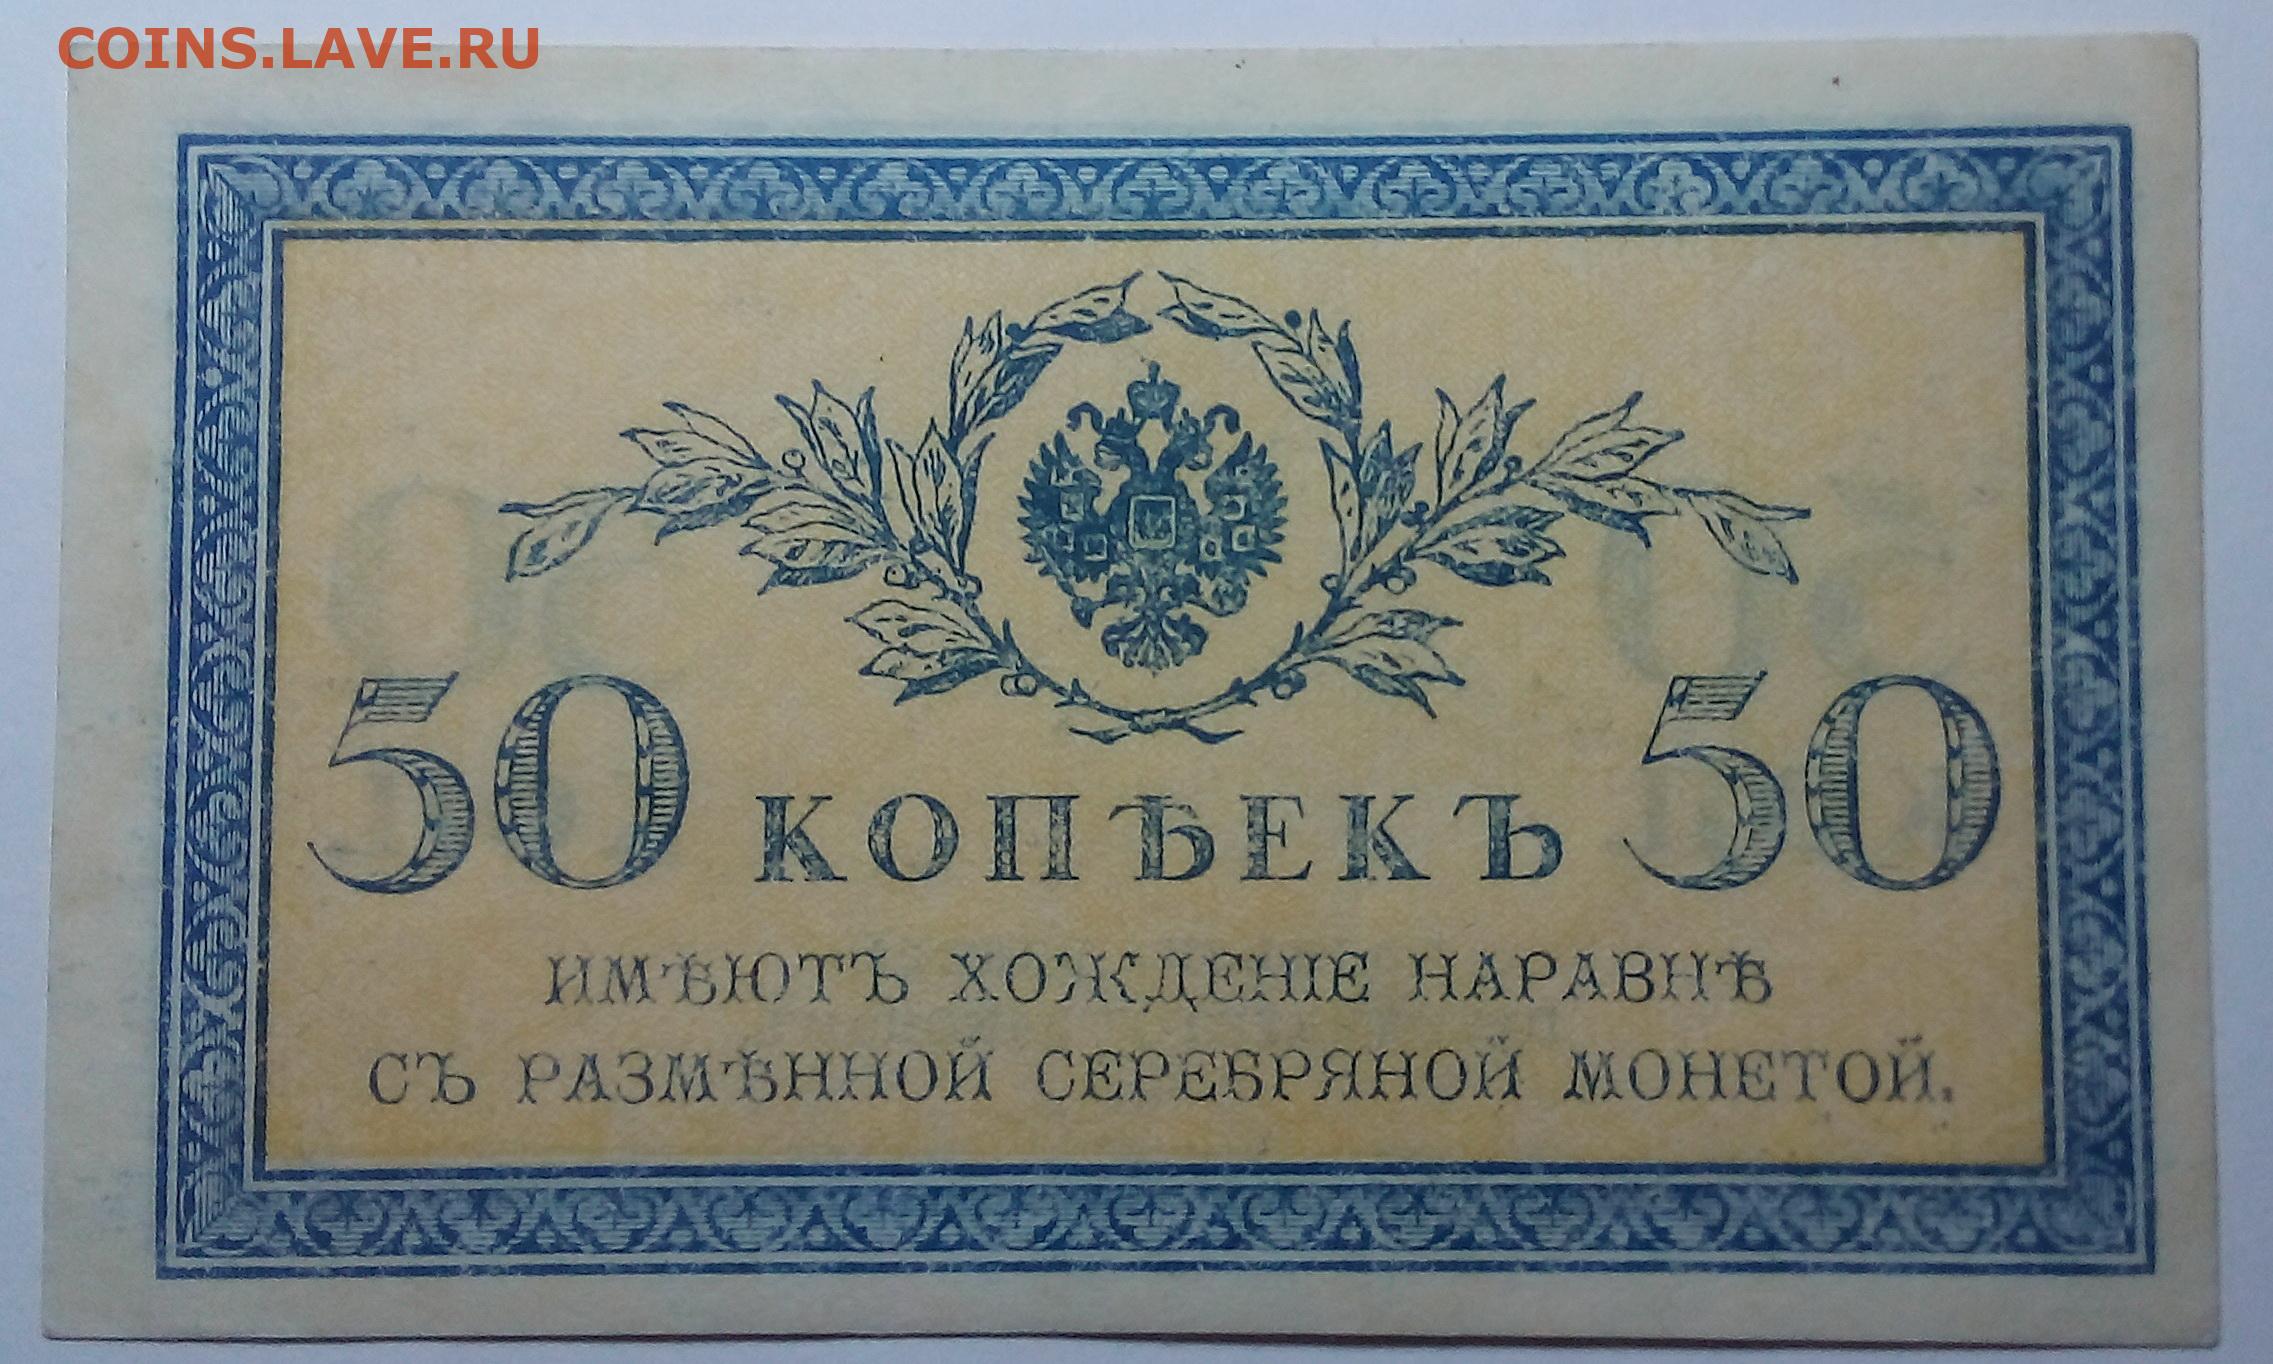 COINS.LAVE.RU
50 КОПѢЕКЪ 50
ИМѢЮТЪ ХОЖДЕНІЕ НАРАВНѢ
СЪ РАЗМѢННОЙ СЕРЕБРЯНОЙ МОНЕТОЙ.